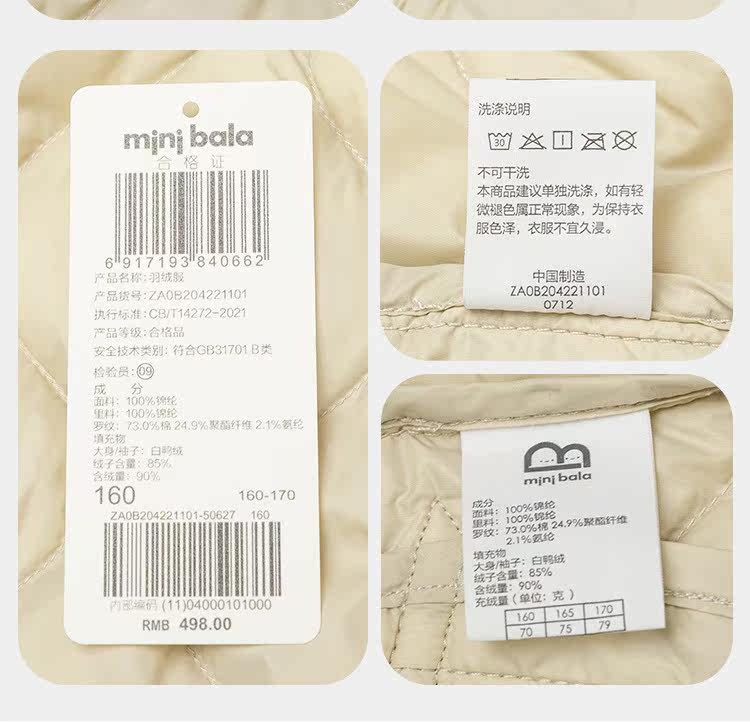 mini bala
合格证
6 917193 840662
产品名称: 羽绒服
产品货号: ZA0B204221101
执行标准: CB/T14272-2021
产品等级: 合格品
安全技术类别: 符合GB31701 B类
检验员: 09
成 分
面料: 100%锦纶
里料: 100%锦纶
罗纹: 73.0%棉 24.9%聚酯纤维 2.1%氨纶
填充物
大身/袖子: 白鸭绒
绒子含量: 85%
含绒量: 90%
160 160-170
ZA0B204221101-50627 160
内部编码 (11)04000101000
RMB 498.00
洗涤说明
30
不可干洗
本商品建议单独洗涤，如有轻
微褪色属正常现象，为保持衣
服色泽，衣服不宜久浸。
中国制造
ZA0B204221101
0712
mini bala
成分
面料: 100%锦纶
里料: 100%锦纶
罗纹: 73.0%棉 24.9%聚酯纤维
2.1%氨纶
填充物
大身/袖子: 白鸭绒
绒子含量: 85%
含绒量: 90%
充绒量 (单位: 克)
160 165 170
70 75 79